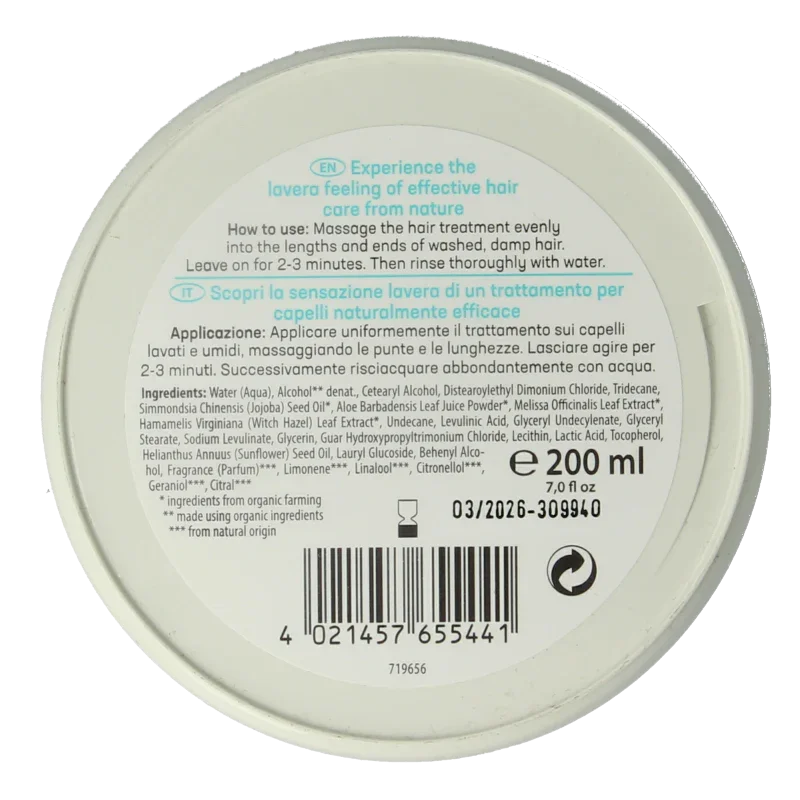 EN Experience the
lavera feeling of effective hair
care from nature
How to use: Massage the hair treatment evenly
into the lengths and ends of washed, damp hair.
Leave on for 2-3 minutes. Then rinse thoroughly with water.
IT Scopri la sensazione lavera di un trattamento per
capelli naturalmente efficace
Applicazione: Applicare uniformemente il trattamento sui capelli
lavati e umidi, massaggiando le punte e le lunghezze. Lasciare agire per
2-3 minuti. Successivamente risciacquare abbondantemente con acqua.
Ingredients: Water (Aqua), Alcohol** denat., Cetearyl Alcohol, Distearoylethyl Dimonium Chloride, Tridecane,
Simmondsia Chinensis (Jojoba) Seed Oil*, Aloe Barbadensis Leaf Juice Powder*, Melissa Officinalis Leaf Extract*,
Hamamelis Virginiana (Witch Hazel) Leaf Extract*, Undecane, Levulinic Acid, Glyceryl Undecylenate, Glyceryl
Stearate, Sodium Levulinate, Glycerin, Guar Hydroxypropyltrimonium Chloride, Lecithin, Lactic Acid, Tocopherol,
Helianthus Annuus (Sunflower) Seed Oil, Lauryl Glucoside, Behenyl Alco-
hol, Fragrance (Parfum)***, Limonene***, Linalool***, Citronellol***,
Geraniol***, Citral***
* ingredients from organic farming
** made using organic ingredients
*** from natural origin
℮ 200 ml
7,0 fl oz
03/2026-309940
4 021457 655441
719656